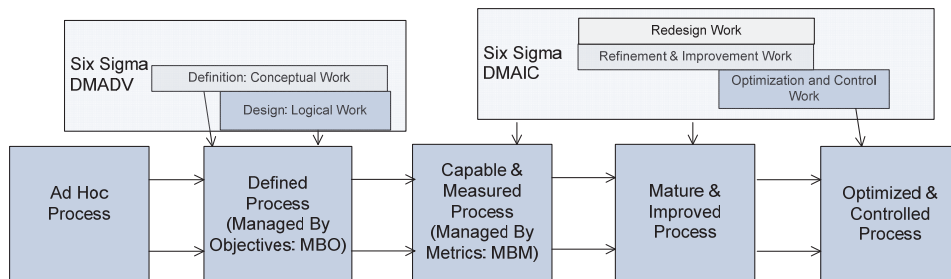 Six Sigma
DMADV
Definition: Conceptual Work
Design: Logical Work
Six Sigma
DMAIC
Redesign Work
Refinement & Improvement Work
Optimization and Control
Work
Ad Hoc
Process
Defined
Process
(Managed By
Objectives: MBO)
Capable &
Measured
Process
(Managed By
Metrics: MBM)
Mature &
Improved
Process
Optimized &
Controlled
Process